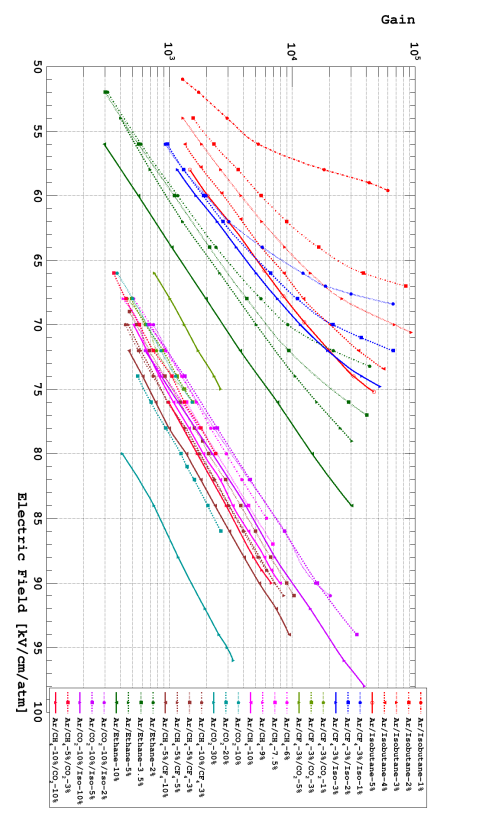 Gain
10⁵
10⁴
10³
50
55
60
65
70
75
80
85
90
95
100
Electric Field [kV/cm/atm]
Ar/Isobutane-1%
Ar/Isobutane-2%
Ar/Isobutane-3%
Ar/Isobutane-4%
Ar/Isobutane-5%
Ar/CF₄-3%/Iso-1%
Ar/CF₄-3%/Iso-2%
Ar/CF₄-3%/Iso-3%
Ar/CF₄-3%/CO₂-1%
Ar/CF₄-3%/CO₂-3%
Ar/CF₄-3%/CO₂-5%
Ar/CH₄-6%
Ar/CH₄-7.5%
Ar/CH₄-9%
Ar/CH₄-10%
Ar/CO₂-10%
Ar/CO₂-20%
Ar/CO₂-30%
Ar/CH₄-10%/CF₄-3%
Ar/CH₄-5%/CF₄-3%
Ar/CH₄-5%/CF₄-5%
Ar/CH₄-5%/CF₄-10%
Ar/Ethane-2%
Ar/Ethane-3.5%
Ar/Ethane-5%
Ar/Ethane-10%
Ar/CO₂-10%/Iso-2%
Ar/CO₂-10%/Iso-5%
Ar/CO₂-10%/Iso-10%
Ar/CH₄-5%/CO₂-3%
Ar/CH₄-10%/CO₂-10%